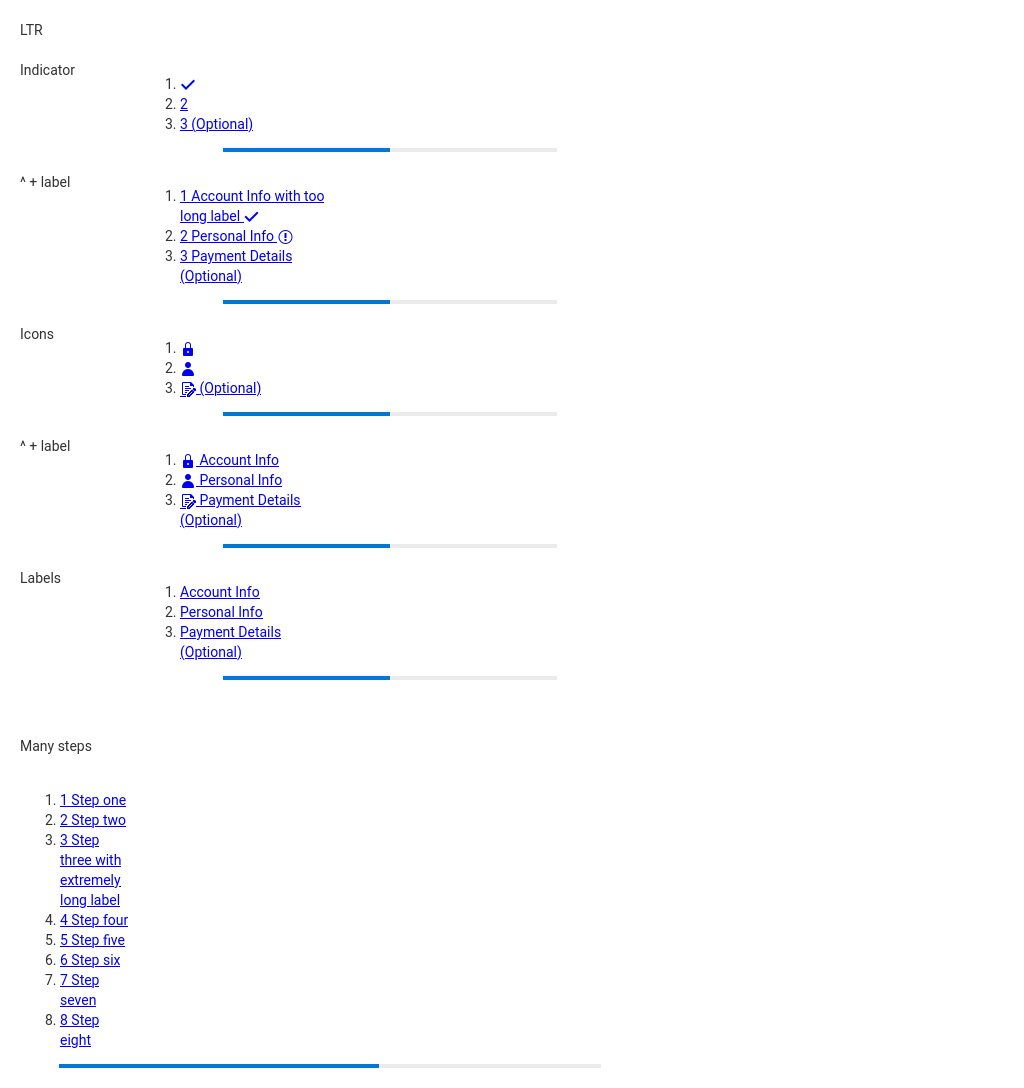 LTR
Indicator
1.
2. 2
3. 3 (Optional)
^ + label
1. 1 Account Info with too
long label
2. 2 Personal Info
3. 3 Payment Details
(Optional)
Icons
1.
2.
3. (Optional)
^ + label
1. Account Info
2. Personal Info
3. Payment Details
(Optional)
Labels
1. Account Info
2. Personal Info
3. Payment Details
(Optional)
Many steps
1. 1 Step one
2. 2 Step two
3. 3 Step
three with
extremely
long label
4. 4 Step four
5. 5 Step five
6. 6 Step six
7. 7 Step
seven
8. 8 Step
eight